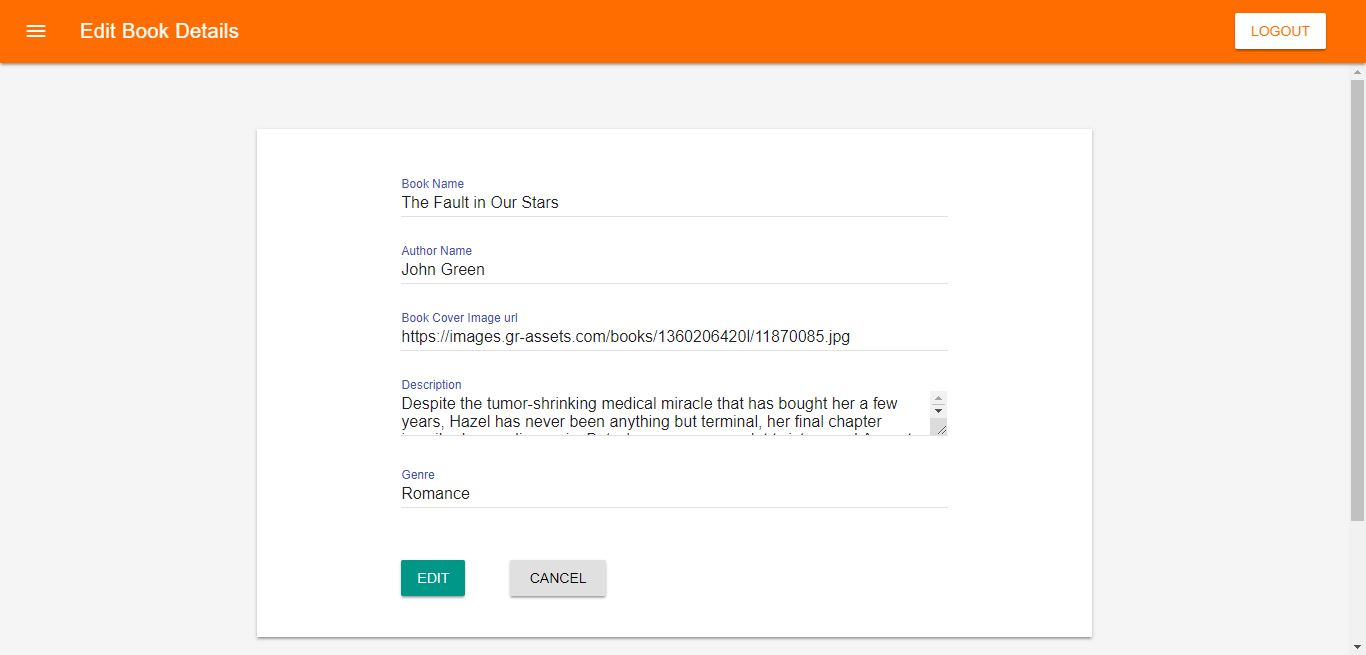 Edit Book Details
LOGOUT
Book Name
The Fault in Our Stars
Author Name
John Green
Book Cover Image url
https://images.gr-assets.com/books/1360206420l/11870085.jpg
Description
Despite the tumor-shrinking medical miracle that has bought her a few
years, Hazel has never been anything but terminal, her final chapter
Genre
Romance
EDIT
CANCEL